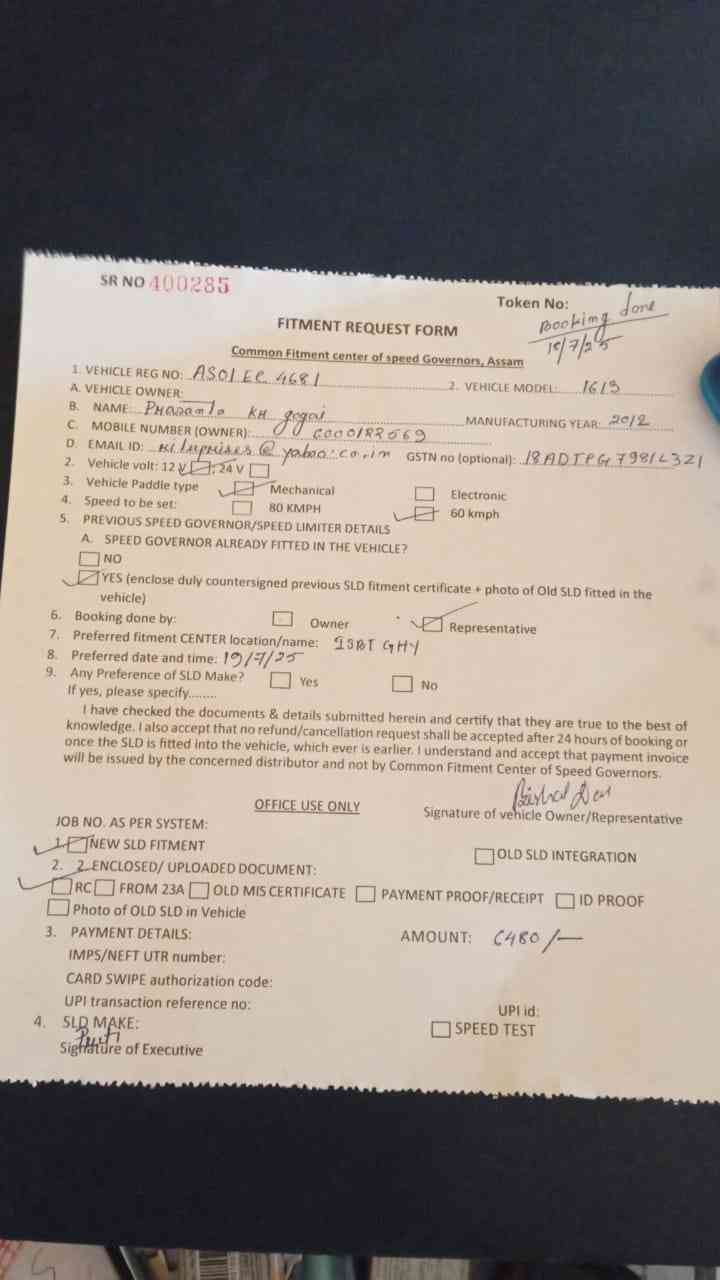 SR NO 400285
Token No:
Booking done
18/7/25
FITMENT REQUEST FORM
Common Fitment center of speed Governors, Assam
1. VEHICLE REG NO: AS01 EC 4681
2. VEHICLE MODEL: 1613
A. VEHICLE OWNER:
B. NAME: KH gogoi
MANUFACTURING YEAR: 2012
C. MOBILE NUMBER (OWNER):
D. EMAIL ID: @ yahoo.co.in GSTN no (optional):
2. Vehicle volt: 12 V 24 V
3. Vehicle Paddle type Mechanical Electronic
4. Speed to be set: 80 KMPH 60 kmph
5. PREVIOUS SPEED GOVERNOR/SPEED LIMITER DETAILS
A. SPEED GOVERNOR ALREADY FITTED IN THE VEHICLE?
NO
YES (enclose duly countersigned previous SLD fitment certificate + photo of Old SLD fitted in the
vehicle)
6. Booking done by: Owner Representative
7. Preferred fitment CENTER location/name: ISBT GHY
8. Preferred date and time: 19/7/25
9. Any Preference of SLD Make? Yes No
If yes, please specify........
I have checked the documents & details submitted herein and certify that they are true to the best of
knowledge. I also accept that no refund/cancellation request shall be accepted after 24 hours of booking or
once the SLD is fitted into the vehicle, which ever is earlier. I understand and accept that payment invoice
will be issued by the concerned distributor and not by Common Fitment Center of Speed Governors.
Signature of vehicle Owner/Representative
OFFICE USE ONLY
JOB NO. AS PER SYSTEM:
1. NEW SLD FITMENT OLD SLD INTEGRATION
2. 2. ENCLOSED/ UPLOADED DOCUMENT:
RC FROM 23A OLD MIS CERTIFICATE PAYMENT PROOF/RECEIPT ID PROOF
Photo of OLD SLD in Vehicle
3. PAYMENT DETAILS: AMOUNT: 6480/-
IMPS/NEFT UTR number:
CARD SWIPE authorization code:
UPI transaction reference no: UPI id:
4. SLD MAKE: SPEED TEST
Signature of Executive